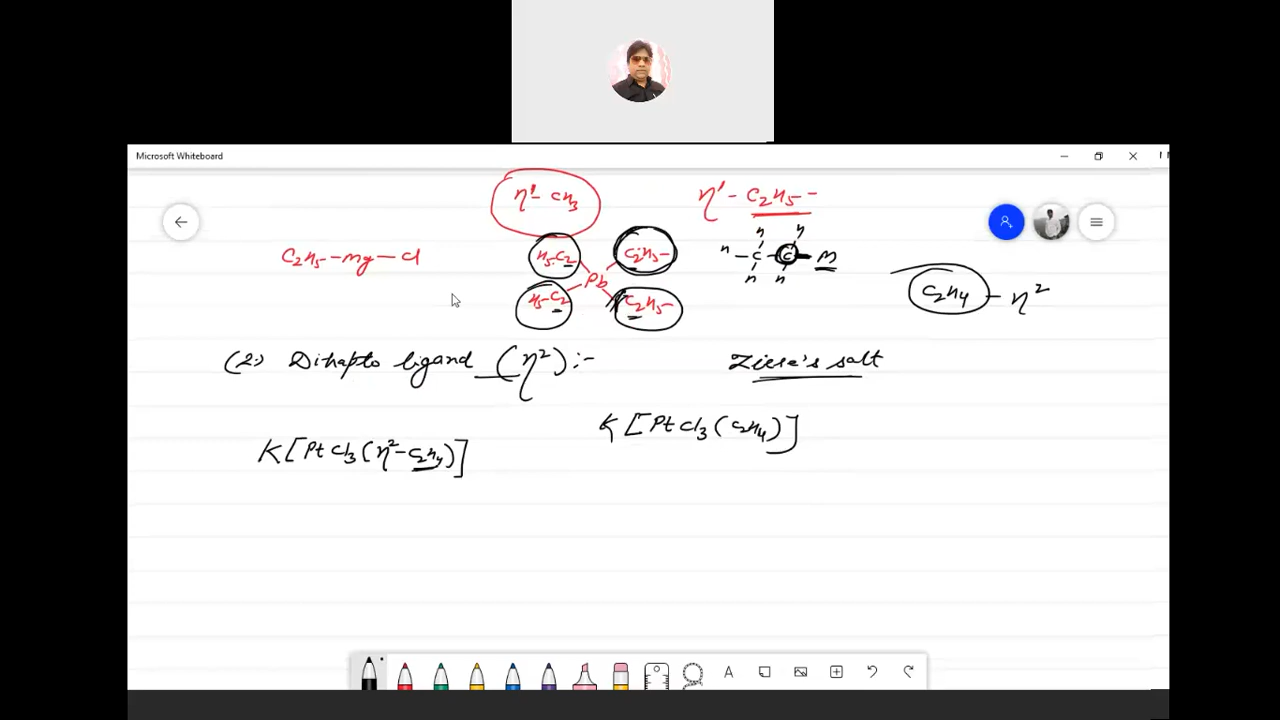 Microsoft Whiteboard
η¹- CH₃
η¹- C₂H₅-
C₂H₅-Mg-Cl
H₅C₂
C₂H₅-
Pb
H₅C₂
C₂H₅-
H H
H-C-C-M
H H
C₂H₄-η²
(2.) Dihapto ligand (η²):-
Ziese's salt
K[PtCl₃(C₂H₄)]
K[PtCl₃(η²-C₂H₄)]
A